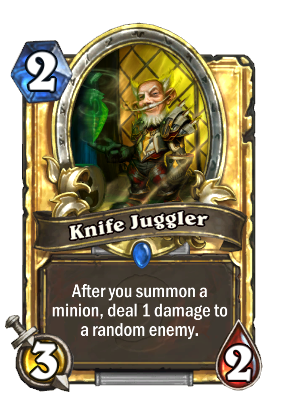 2
Knife Juggler
After you summon a
minion, deal 1 damage to
a random enemy.
3
2